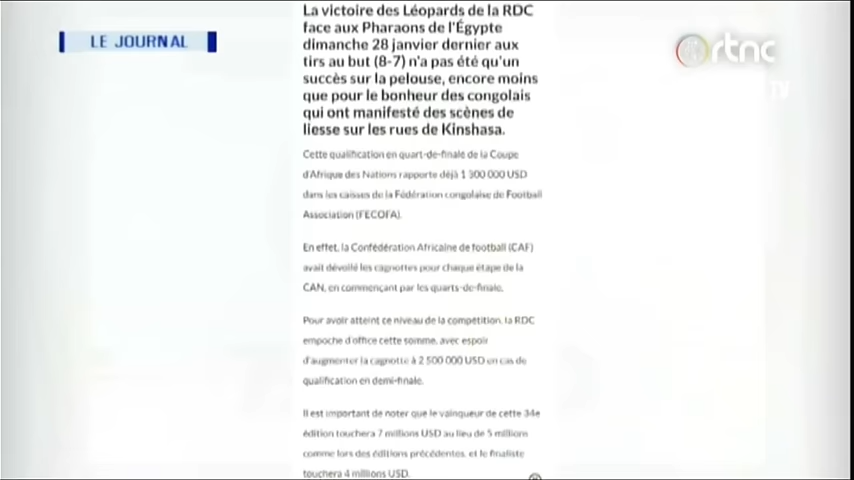 LE JOURNAL
rtnc
TV
La victoire des Léopards de la RDC
face aux Pharaons de l'Égypte
dimanche 28 janvier dernier aux
tirs au but (8-7) n'a pas été qu'un
succès sur la pelouse, encore moins
que pour le bonheur des congolais
qui ont manifesté des scènes de
liesse sur les rues de Kinshasa.
Cette qualification en quart-de-finale de la Coupe
d'Afrique des Nations rapporte déjà 1 300 000 USD
dans les caisses de la Fédération congolaise de Football
Association (FECOFA).
En effet, la Confédération Africaine de football (CAF)
avait dévoilé les cagnottes pour chaque étape de la
CAN, en commençant par les quarts-de-finale.
Pour avoir atteint ce niveau de la compétition, la RDC
empoche d'office cette somme, avec espoir
d'augmenter la cagnotte à 2 500 000 USD en cas de
qualification en demi-finale.
Il est important de noter que le vainqueur de cette 34e
édition touchera 7 millions USD au lieu de 5 millions
comme lors des éditions précédentes, et le finaliste
touchera 4 millions USD.